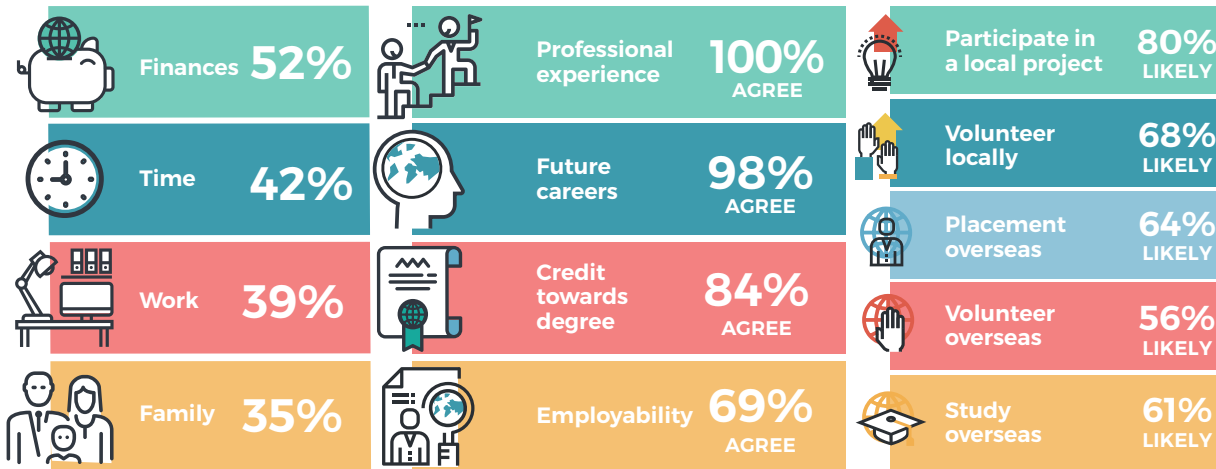 Finances 52%
Time 42%
Work 39%
Family 35%
Professional
experience
100%
AGREE
Future
careers
98%
AGREE
Credit
towards
degree
84%
AGREE
Employability 69%
AGREE
Participate in
a local project
80%
LIKELY
Volunteer
locally
68%
LIKELY
Placement
overseas
64%
LIKELY
Volunteer
overseas
56%
LIKELY
Study
overseas
61%
LIKELY